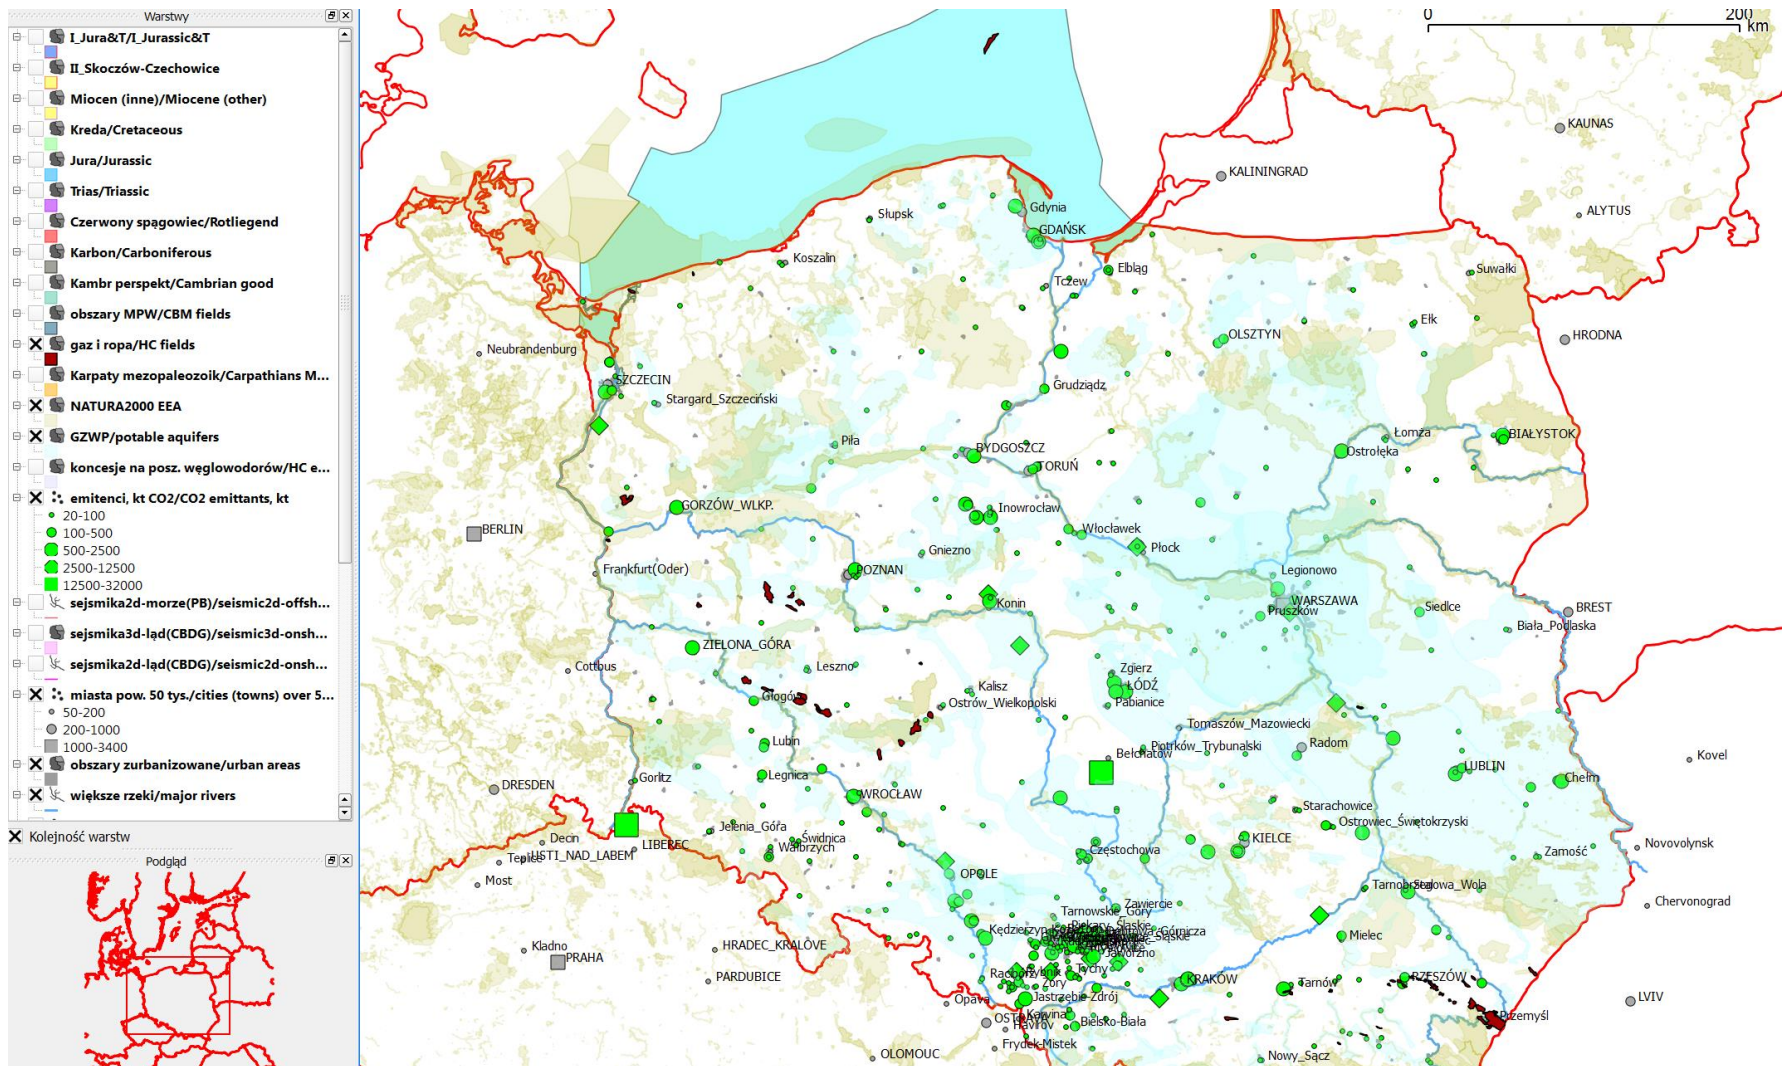 Warstwy
I_Jura&T/I_Jurassic&T
II_Skoczów-Czechowice
Miocen (inne)/Miocene (other)
Kreda/Cretaceous
Jura/Jurassic
Trias/Triassic
Czerwony spągowiec/Rotliegend
Karbon/Carboniferous
Kambr perspekt/Cambrian good
obszary MPW/CBM fields
gaz i ropa/HC fields
Karpaty mezopaleozoik/Carpathians M...
NATURA2000 EEA
GZWP/potable aquifers
koncesje na posz. węglowodorów/HC e...
emitenci, kt CO2/CO2 emittants, kt
20-100
100-500
500-2500
2500-12500
12500-32000
sejsmika2d-morze(PB)/seismic2d-offsh...
sejsmika3d-ląd(CBDG)/seismic3d-onsh...
sejsmika2d-ląd(CBDG)/seismic2d-onsh...
miasta pow. 50 tys./cities (towns) over 5...
50-200
200-1000
1000-3400
obszary zurbanizowane/urban areas
większe rzeki/major rivers
Kolejność warstw
Podgląd
0 200
km
KAUNAS
KALININGRAD
ALYTUS
Gdynia
Słupsk
GDAŃSK
Koszalin
Elbląg
Suwałki
Tczew
Ełk
OLSZTYN
HRODNA
Neubrandenburg
SZCZECIN
Grudziądz
Stargard_Szczeciński
Łomża
BIAŁYSTOK
Piła
BYDGOSZCZ
Ostrołęka
TORUŃ
GORZÓW_WLKP.
Inowrocław
BERLIN
Włocławek
Płock
Gniezno
Frankfurt(Oder)
POZNAN
Legionowo
Konin
WARSZAWA
Pruszków
Siedlce
BREST
Biała_Podlaska
ZIELONA_GÓRA
Cottbus
Leszno
Zgierz
Kalisz
ŁÓDŹ
Głogów
Ostrów_Wielkopolski
Pabianice
Tomaszów_Mazowiecki
Lubin
Bełchatów
Piotrków_Trybunalski
Radom
Kovel
LUBLIN
Chełm
Gorlitz
Legnica
DRESDEN
WROCŁAW
Starachowice
Jelenia_Góra
Ostrowiec_Świętokrzyski
Decin
Świdnica
KIELCE
LIBEREC
Wałbrzych
Częstochowa
Novovolynsk
Teplice
USTI_NAD_LABEM
Zamość
OPOLE
Most
Tarnobrzeg
Stalowa_Wola
Zawiercie
Chervonograd
Tarnowskie_Góry
Piekary_Śląskie
Mielec
HRADEC_KRALÔVE
Kladno
PRAHA
Jaworzno
Tychy
Rybnik
PARDUBICE
KRAKÓW
RZESZÓW
Żory
Tarnów
Jastrzębie-Zdrój
Opava
LVIV
Karvina
OSTRAVA
Przemyśl
Havirov
Bielsko-Biała
Frydek-Mistek
OLOMOUC
Nowy_Sącz